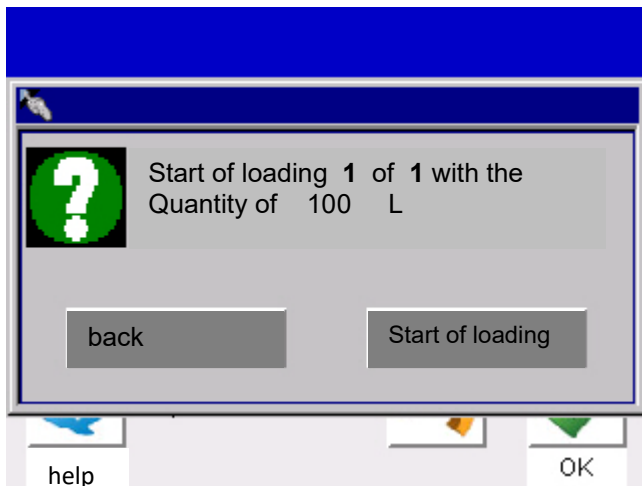 Start of loading 1 of 1 with the
Quantity of 100 L
back
Start of loading
help
OK